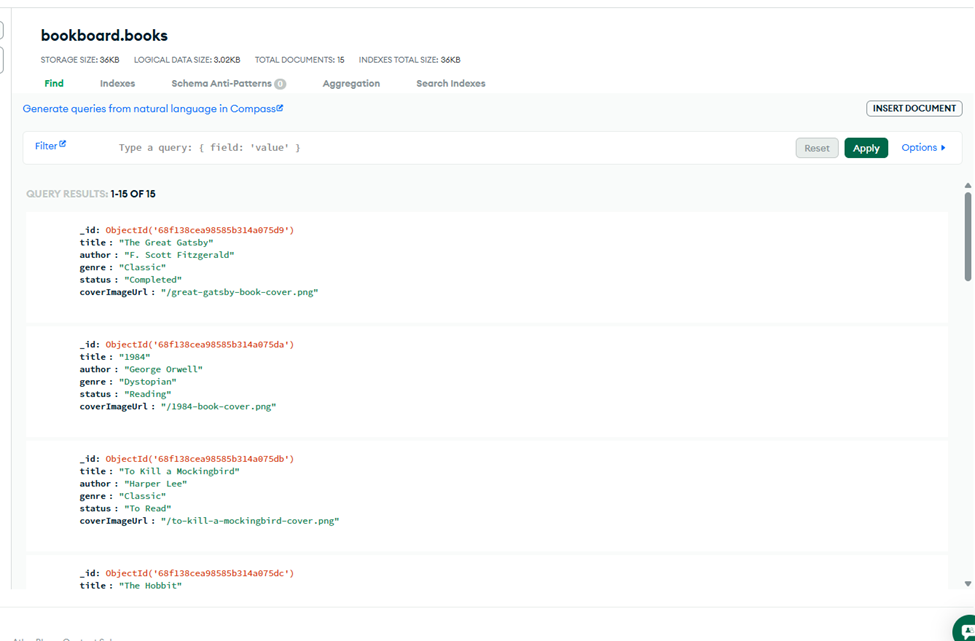 bookboard.books
STORAGE SIZE: 36KB LOGICAL DATA SIZE: 3.02KB TOTAL DOCUMENTS: 15 INDEXES TOTAL SIZE: 36KB
Find Indexes Schema Anti-Patterns 0 Aggregation Search Indexes
Generate queries from natural language in Compass
INSERT DOCUMENT
Filter Type a query: { field: 'value' } Reset Apply Options
QUERY RESULTS: 1-15 OF 15
_id: ObjectId('68f138cea98585b314a075d9')
title : "The Great Gatsby"
author : "F. Scott Fitzgerald"
genre : "Classic"
status : "Completed"
coverImageUrl : "/great-gatsby-book-cover.png"
_id: ObjectId('68f138cea98585b314a075da')
title : "1984"
author : "George Orwell"
genre : "Dystopian"
status : "Reading"
coverImageUrl : "/1984-book-cover.png"
_id: ObjectId('68f138cea98585b314a075db')
title : "To Kill a Mockingbird"
author : "Harper Lee"
genre : "Classic"
status : "To Read"
coverImageUrl : "/to-kill-a-mockingbird-cover.png"
_id: ObjectId('68f138cea98585b314a075dc')
title : "The Hobbit"